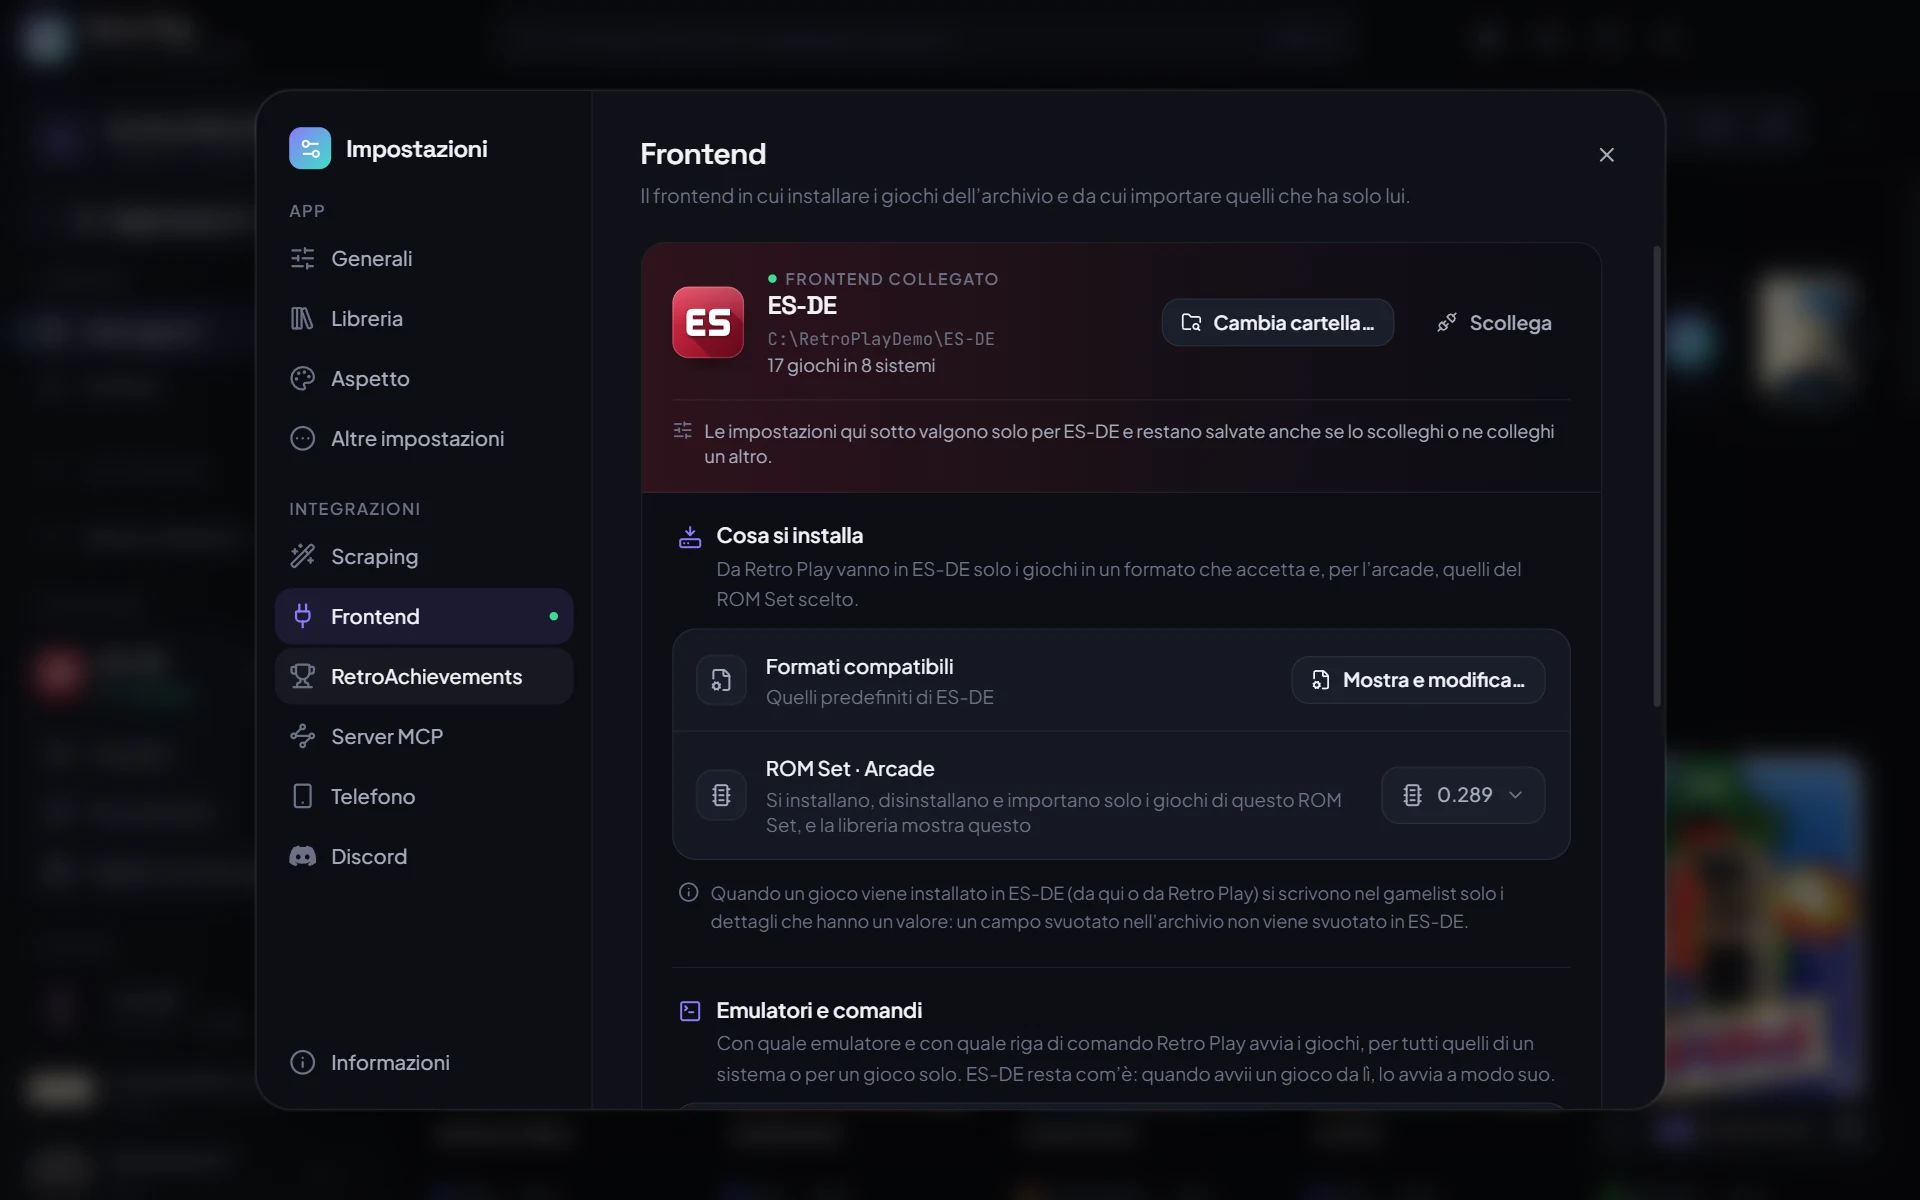 Impostazioni
APP
Generali
Libreria
Aspetto
Altre impostazioni
INTEGRAZIONI
Scraping
Frontend
RetroAchievements
Server MCP
Telefono
Discord
Informazioni
Frontend
Il frontend in cui installare i giochi dell’archivio e da cui importare quelli che ha solo lui.
ES
FRONTEND COLLEGATO
ES-DE
C:\RetroPlayDemo\ES-DE
17 giochi in 8 sistemi
Cambia cartella…
Scollega
Le impostazioni qui sotto valgono solo per ES-DE e restano salvate anche se lo scolleghi o ne colleghi
un altro.
Cosa si installa
Da Retro Play vanno in ES-DE solo i giochi in un formato che accetta e, per l’arcade, quelli del
ROM Set scelto.
Formati compatibili
Quelli predefiniti di ES-DE
Mostra e modifica…
ROM Set · Arcade
Si installano, disinstallano e importano solo i giochi di questo ROM
Set, e la libreria mostra questo
0.289
Quando un gioco viene installato in ES-DE (da qui o da Retro Play) si scrivono nel gamelist solo i
dettagli che hanno un valore: un campo svuotato nell’archivio non viene svuotato in ES-DE.
Emulatori e comandi
Con quale emulatore e con quale riga di comando Retro Play avvia i giochi, per tutti quelli di un
sistema o per un gioco solo. ES-DE resta com’è: quando avvii un gioco da lì, lo avvia a modo suo.